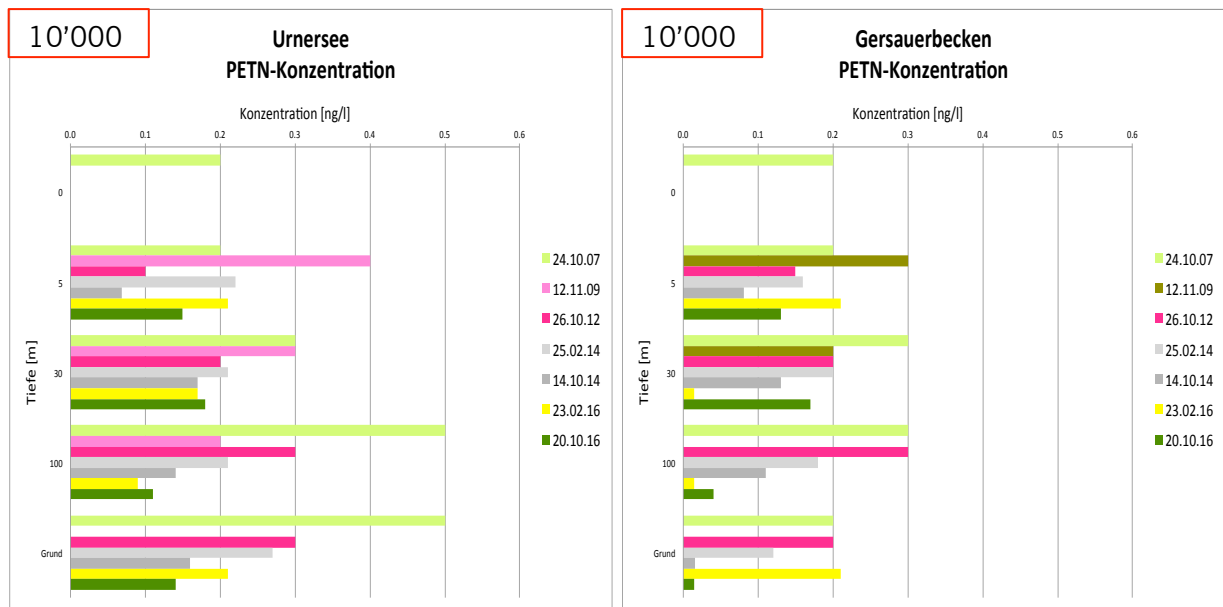 10’000
Urnersee
PETN-Konzentration
Konzentration [ng/l]
0.0 0.1 0.2 0.3 0.4 0.5 0.6
Tiefe [m]
0
5
30
100
Grund
24.10.07
12.11.09
26.10.12
25.02.14
14.10.14
23.02.16
20.10.16
10’000
Gersauerbecken
PETN-Konzentration
Konzentration [ng/l]
0.0 0.1 0.2 0.3 0.4 0.5 0.6
Tiefe [m]
0
5
30
100
Grund
24.10.07
12.11.09
26.10.12
25.02.14
14.10.14
23.02.16
20.10.16